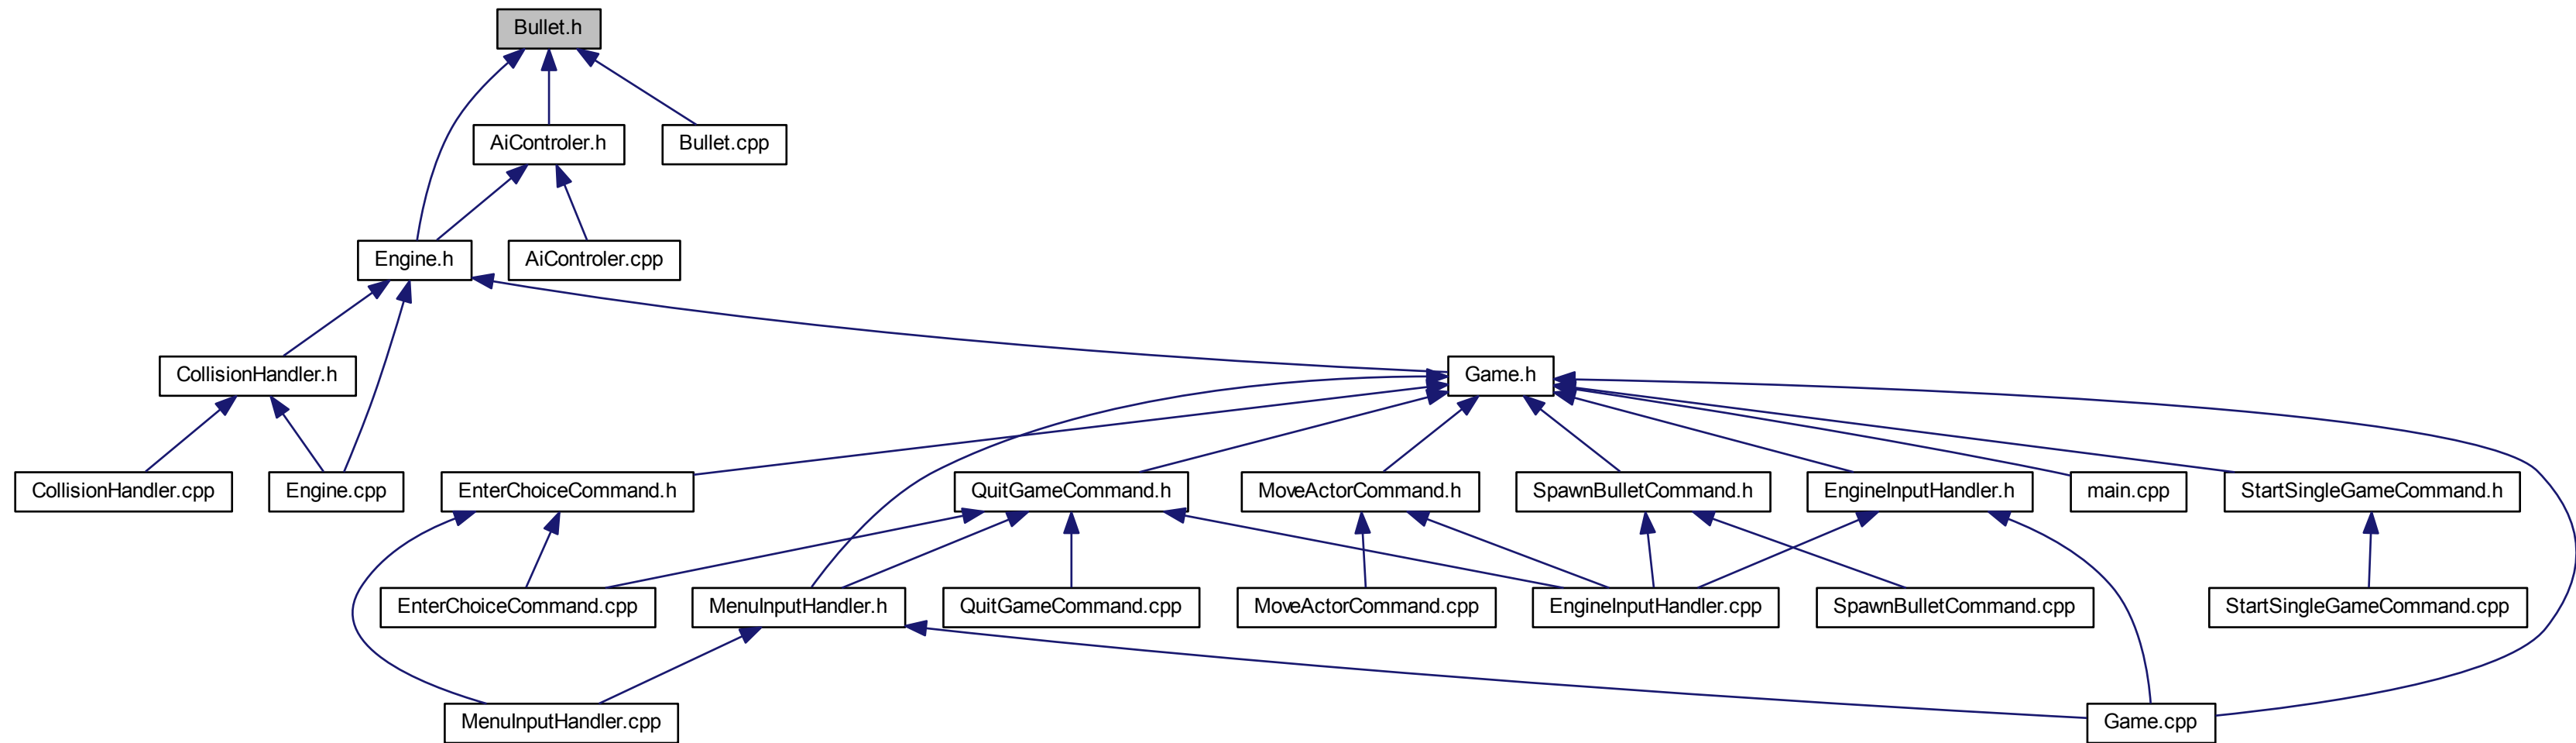 Bullet.h
AiControler.h
Bullet.cpp
Engine.h
AiControler.cpp
CollisionHandler.h
Game.h
CollisionHandler.cpp
Engine.cpp
EnterChoiceCommand.h
QuitGameCommand.h
MoveActorCommand.h
SpawnBulletCommand.h
EngineInputHandler.h
main.cpp
StartSingleGameCommand.h
EnterChoiceCommand.cpp
MenuInputHandler.h
QuitGameCommand.cpp
MoveActorCommand.cpp
EngineInputHandler.cpp
SpawnBulletCommand.cpp
StartSingleGameCommand.cpp
MenuInputHandler.cpp
Game.cpp